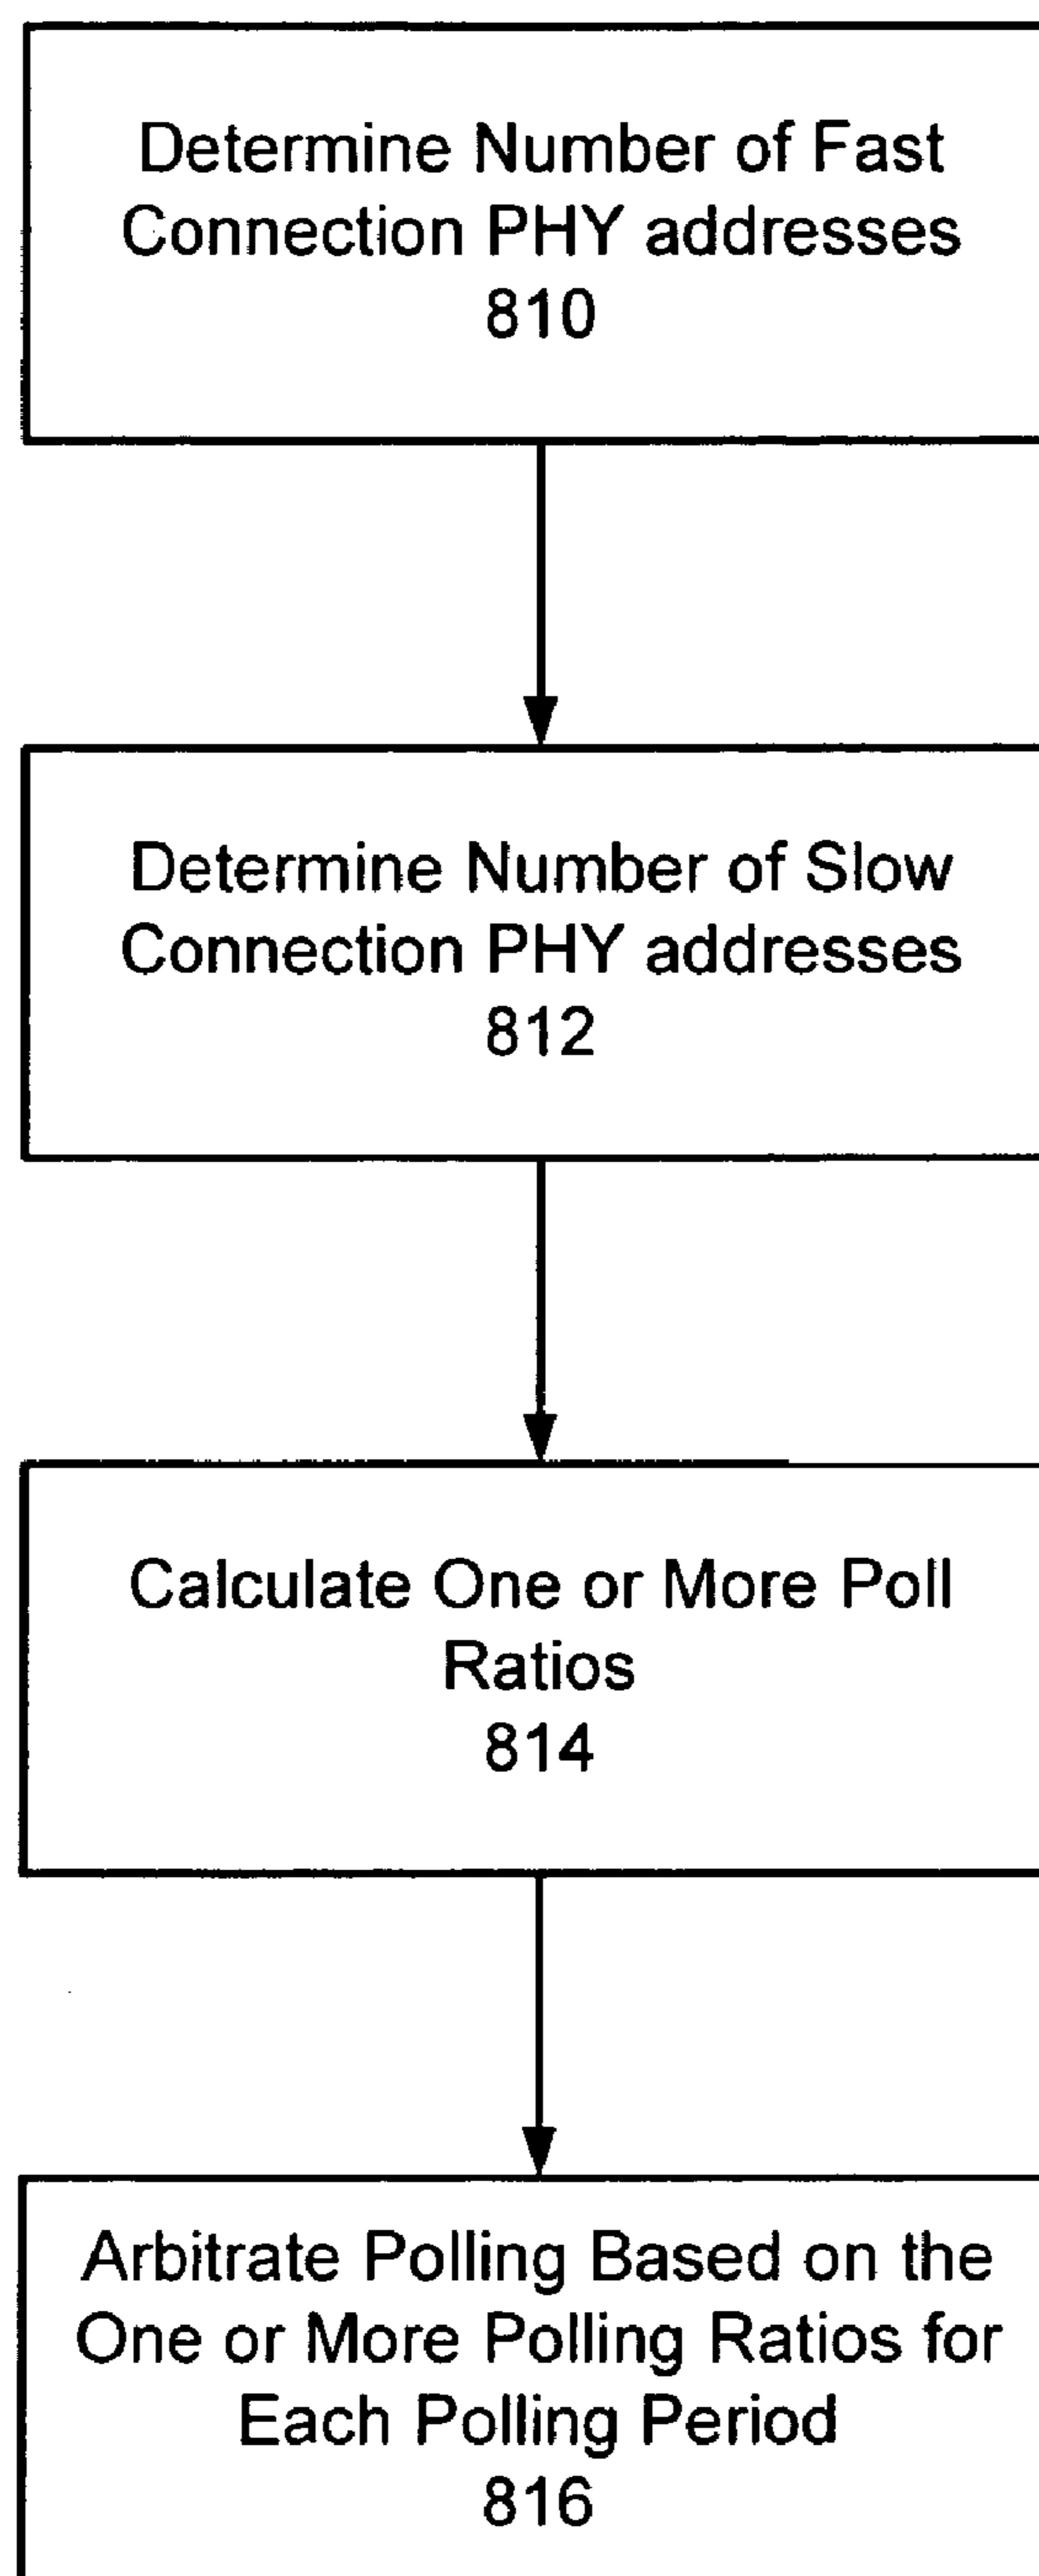 Determine Number of Fast
Connection PHY addresses
810
Determine Number of Slow
Connection PHY addresses
812
Calculate One or More Poll
Ratios
814
Arbitrate Polling Based on the
One or More Polling Ratios for
Each Polling Period
816